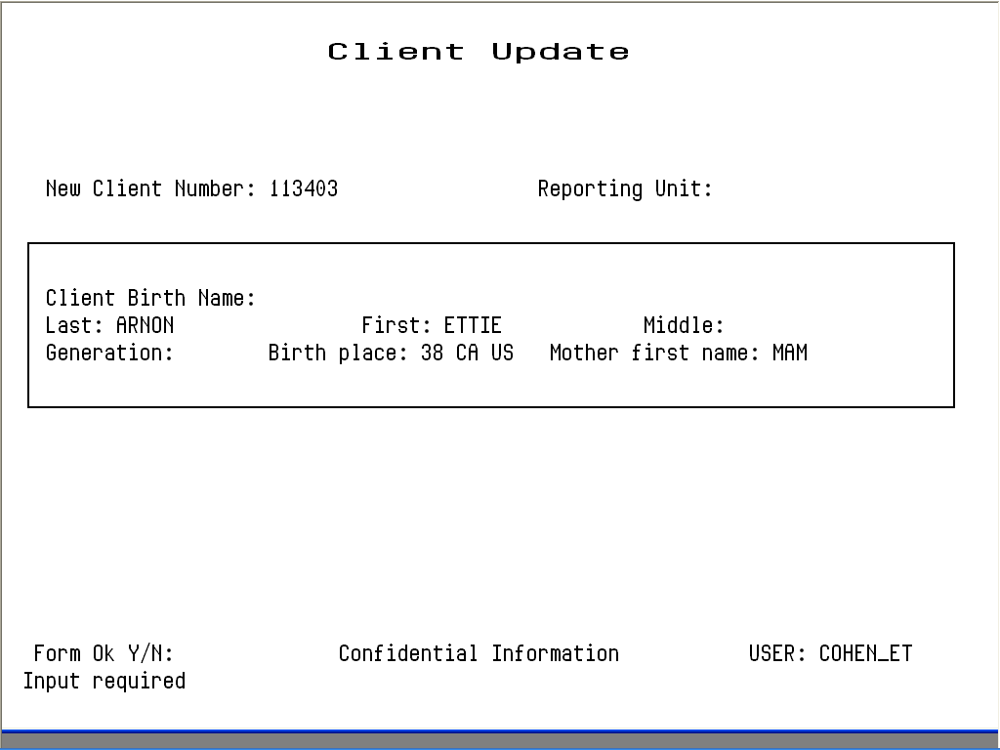 Client Update
New Client Number: 113403 Reporting Unit:
Client Birth Name:
Last: ARNON First: ETTIE Middle:
Generation: Birth place: 38 CA US Mother first name: MAM
Form Ok Y/N: Confidential Information USER: COHEN_ET
Input required